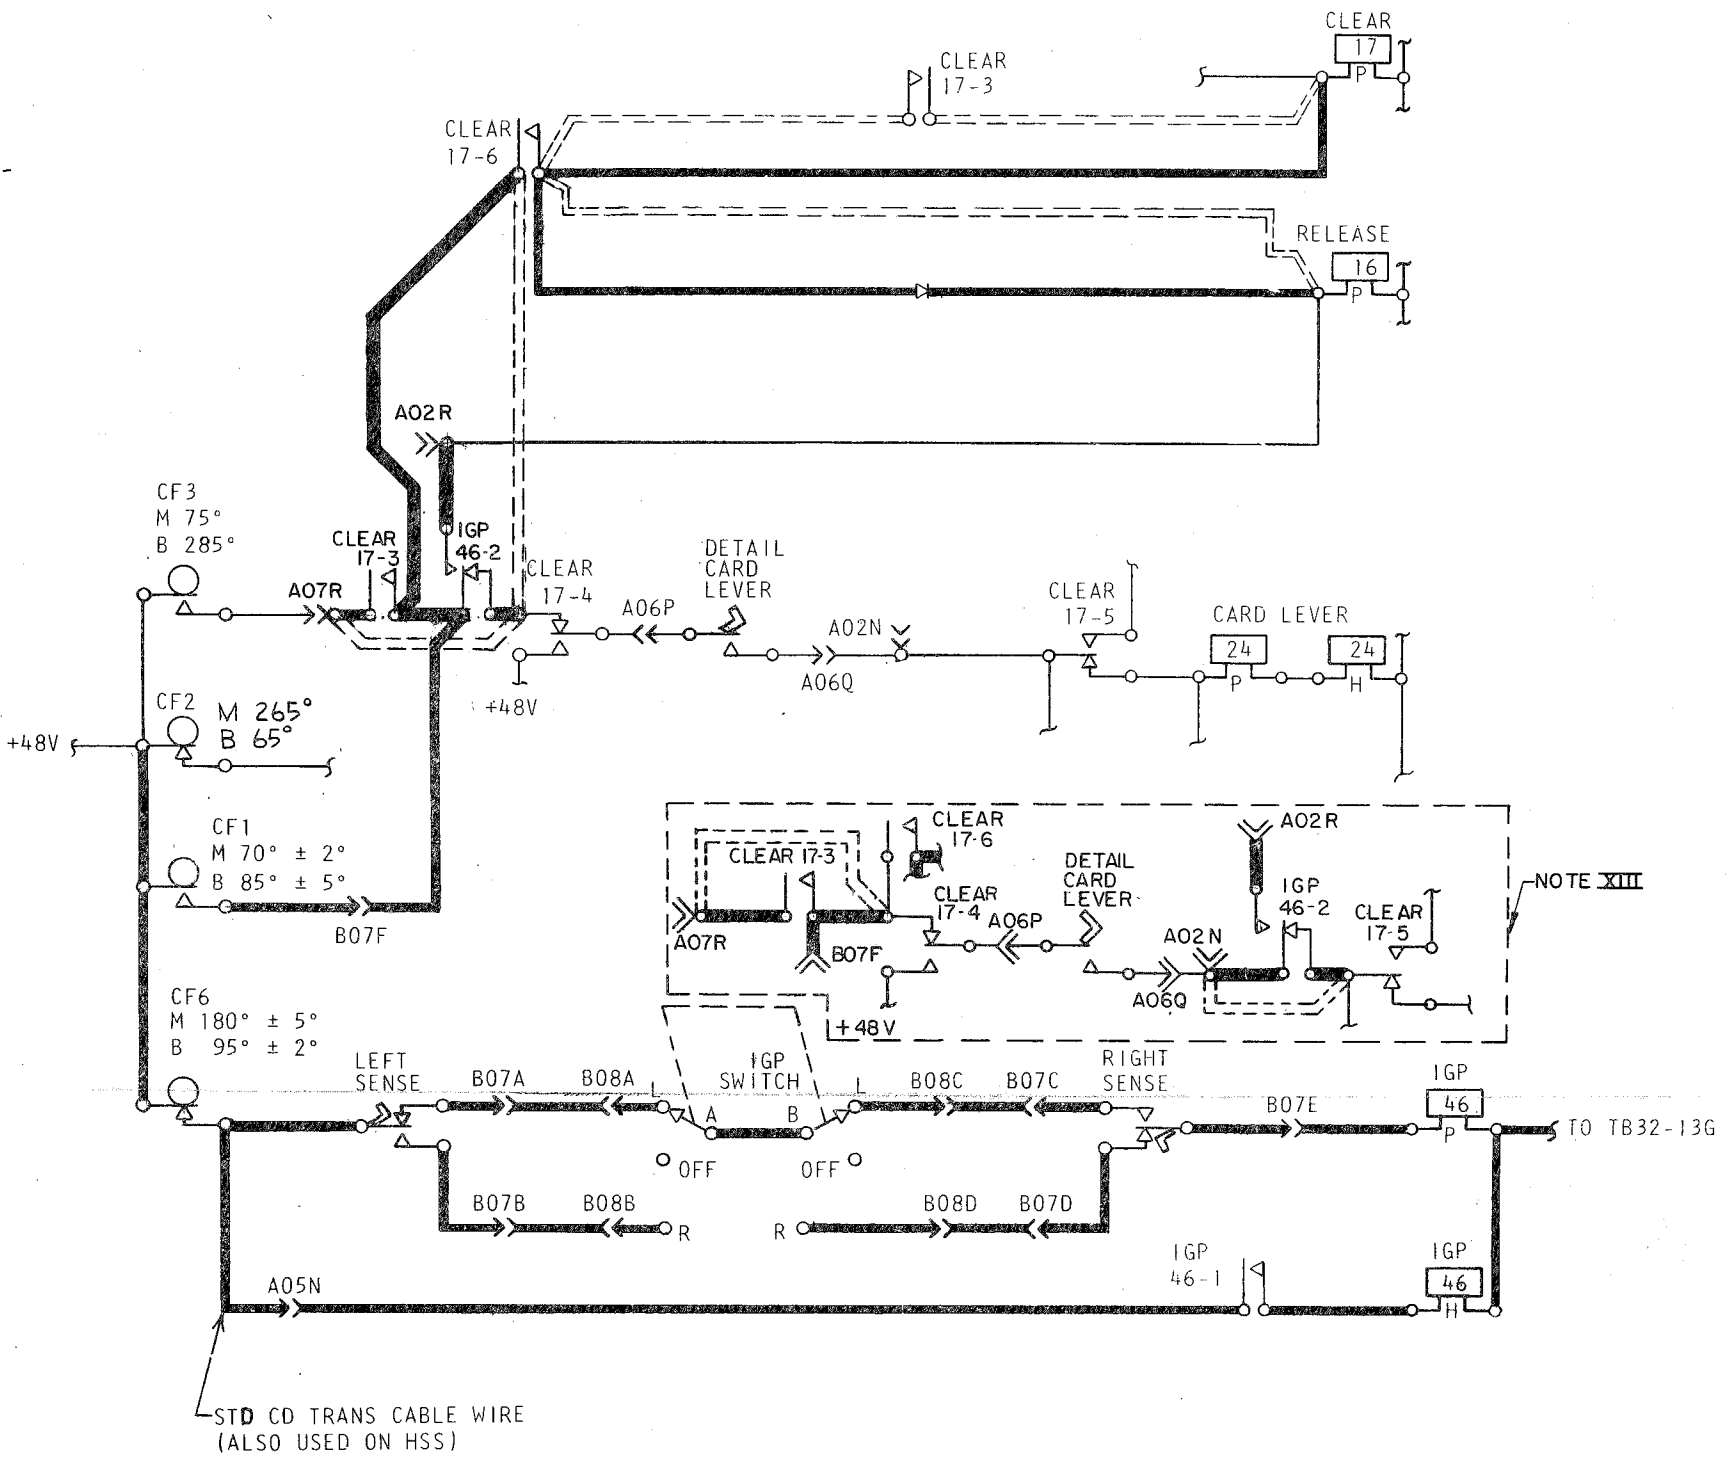 CLEAR
17
P
CLEAR
17-3
CLEAR
17-6
RELEASE
16
P
A02R
CF3
M 75°
B 285°
CLEAR
17-3
IGP
46-2
A07R
CLEAR
17-4
DETAIL
CARD
LEVER
A06P
A02N
A06Q
CLEAR
17-5
CARD LEVER
24
P
24
H
+48V
CF2
M 265°
B 65°
+48V
CF1
M 70° ± 2°
B 85° ± 5°
B07F
CLEAR
17-6
CLEAR 17-3
A07R
B07F
CLEAR
17-4
A06P
DETAIL
CARD
LEVER
A02R
IGP
46-2
CLEAR
17-5
A02N
A06Q
+48V
NOTE XIII
CF6
M 180° ± 5°
B 95° ± 2°
LEFT
SENSE
B07A
B08A
L
IGP
SWITCH
A
B
L
B08C
B07C
RIGHT
SENSE
B07E
IGP
46
P
TO TB32-13G
OFF
OFF
B07B
B08B
R
R
B08D
B07D
A05N
IGP
46-1
IGP
46
H
STD CD TRANS CABLE WIRE
(ALSO USED ON HSS)